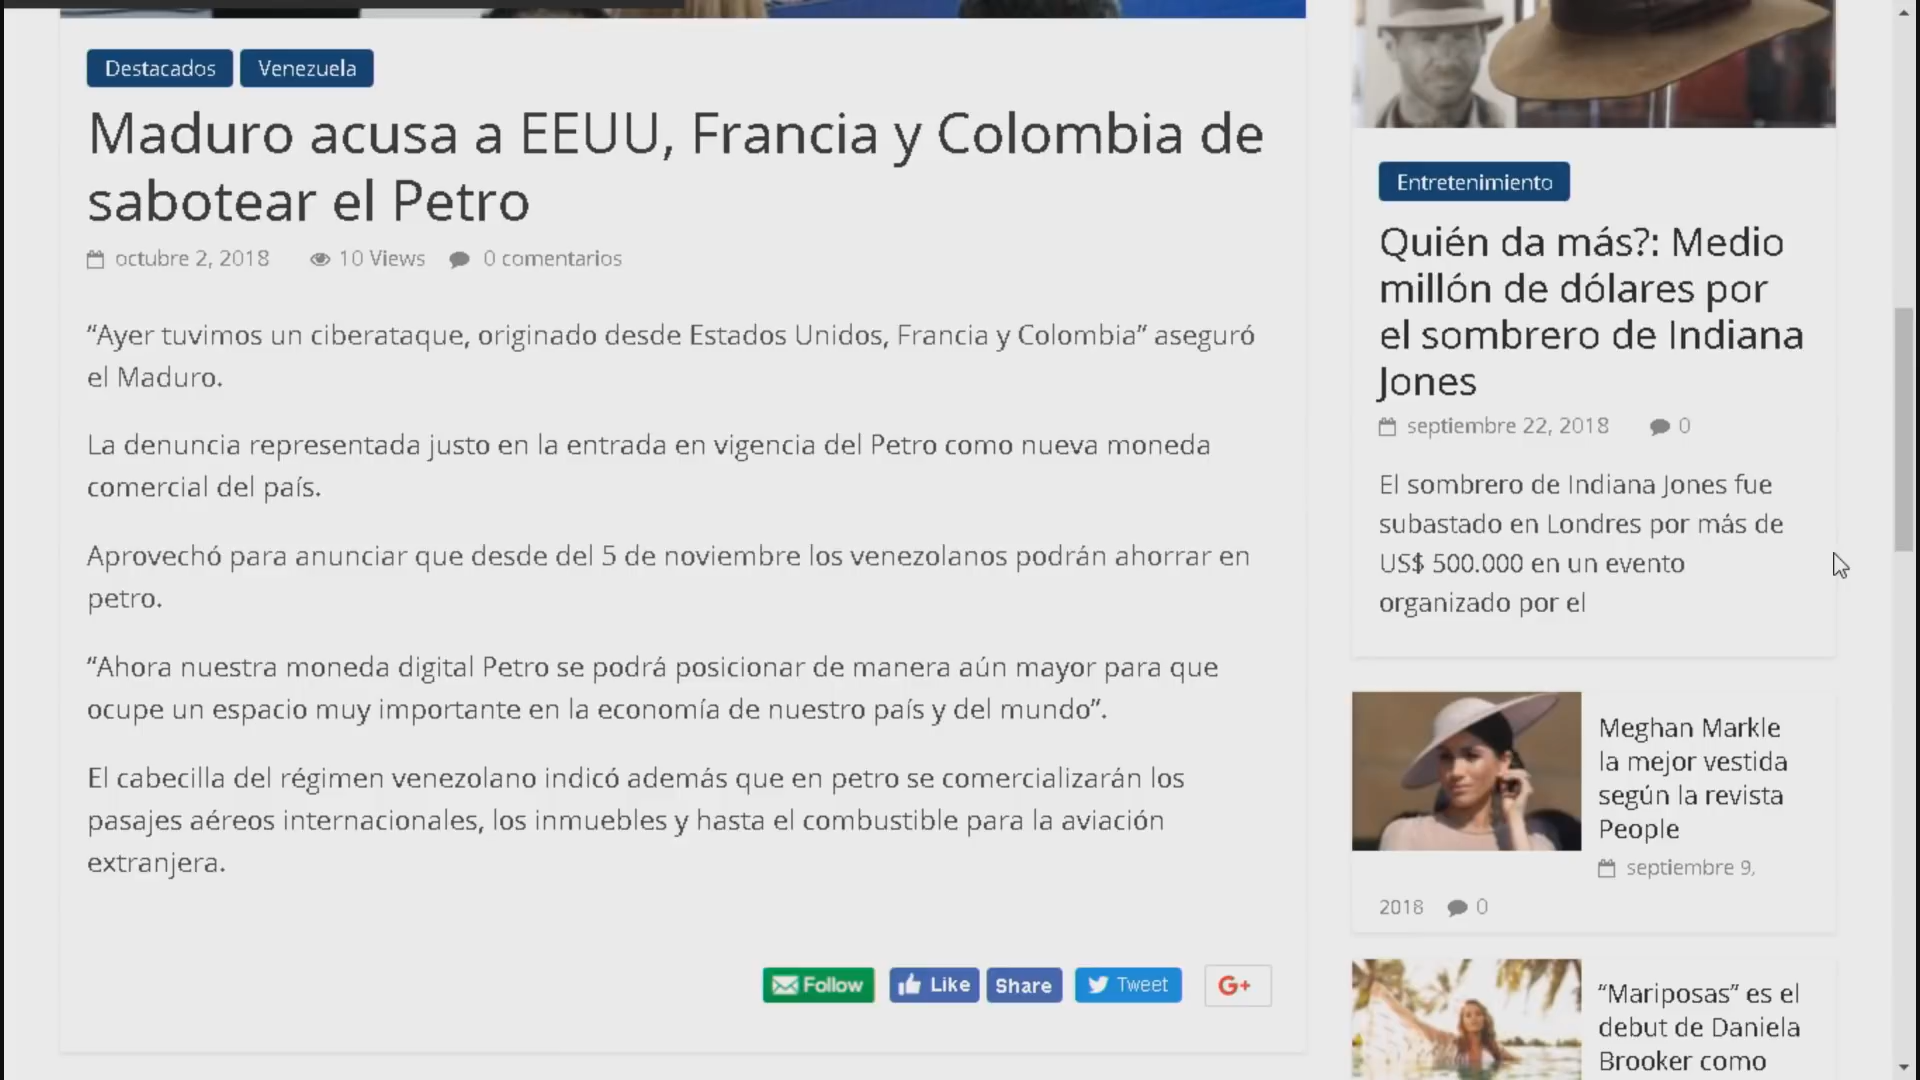 Destacados
Venezuela
Maduro acusa a EEUU, Francia y Colombia de
sabotear el Petro
octubre 2, 2018 10 Views 0 comentarios
“Ayer tuvimos un ciberataque, originado desde Estados Unidos, Francia y Colombia” aseguró
el Maduro.
La denuncia representada justo en la entrada en vigencia del Petro como nueva moneda
comercial del país.
Aprovechó para anunciar que desde del 5 de noviembre los venezolanos podrán ahorrar en
petro.
“Ahora nuestra moneda digital Petro se podrá posicionar de manera aún mayor para que
ocupe un espacio muy importante en la economía de nuestro país y del mundo”.
El cabecilla del régimen venezolano indicó además que en petro se comercializarán los
pasajes aéreos internacionales, los inmuebles y hasta el combustible para la aviación
extranjera.
Follow
Like
Share
Tweet
G+
Entretenimiento
Quién da más?: Medio
millón de dólares por
el sombrero de Indiana
Jones
septiembre 22, 2018 0
El sombrero de Indiana Jones fue
subastado en Londres por más de
US$ 500.000 en un evento
organizado por el
Meghan Markle
la mejor vestida
según la revista
People
septiembre 9,
2018 0
“Mariposas” es el
debut de Daniela
Brooker como